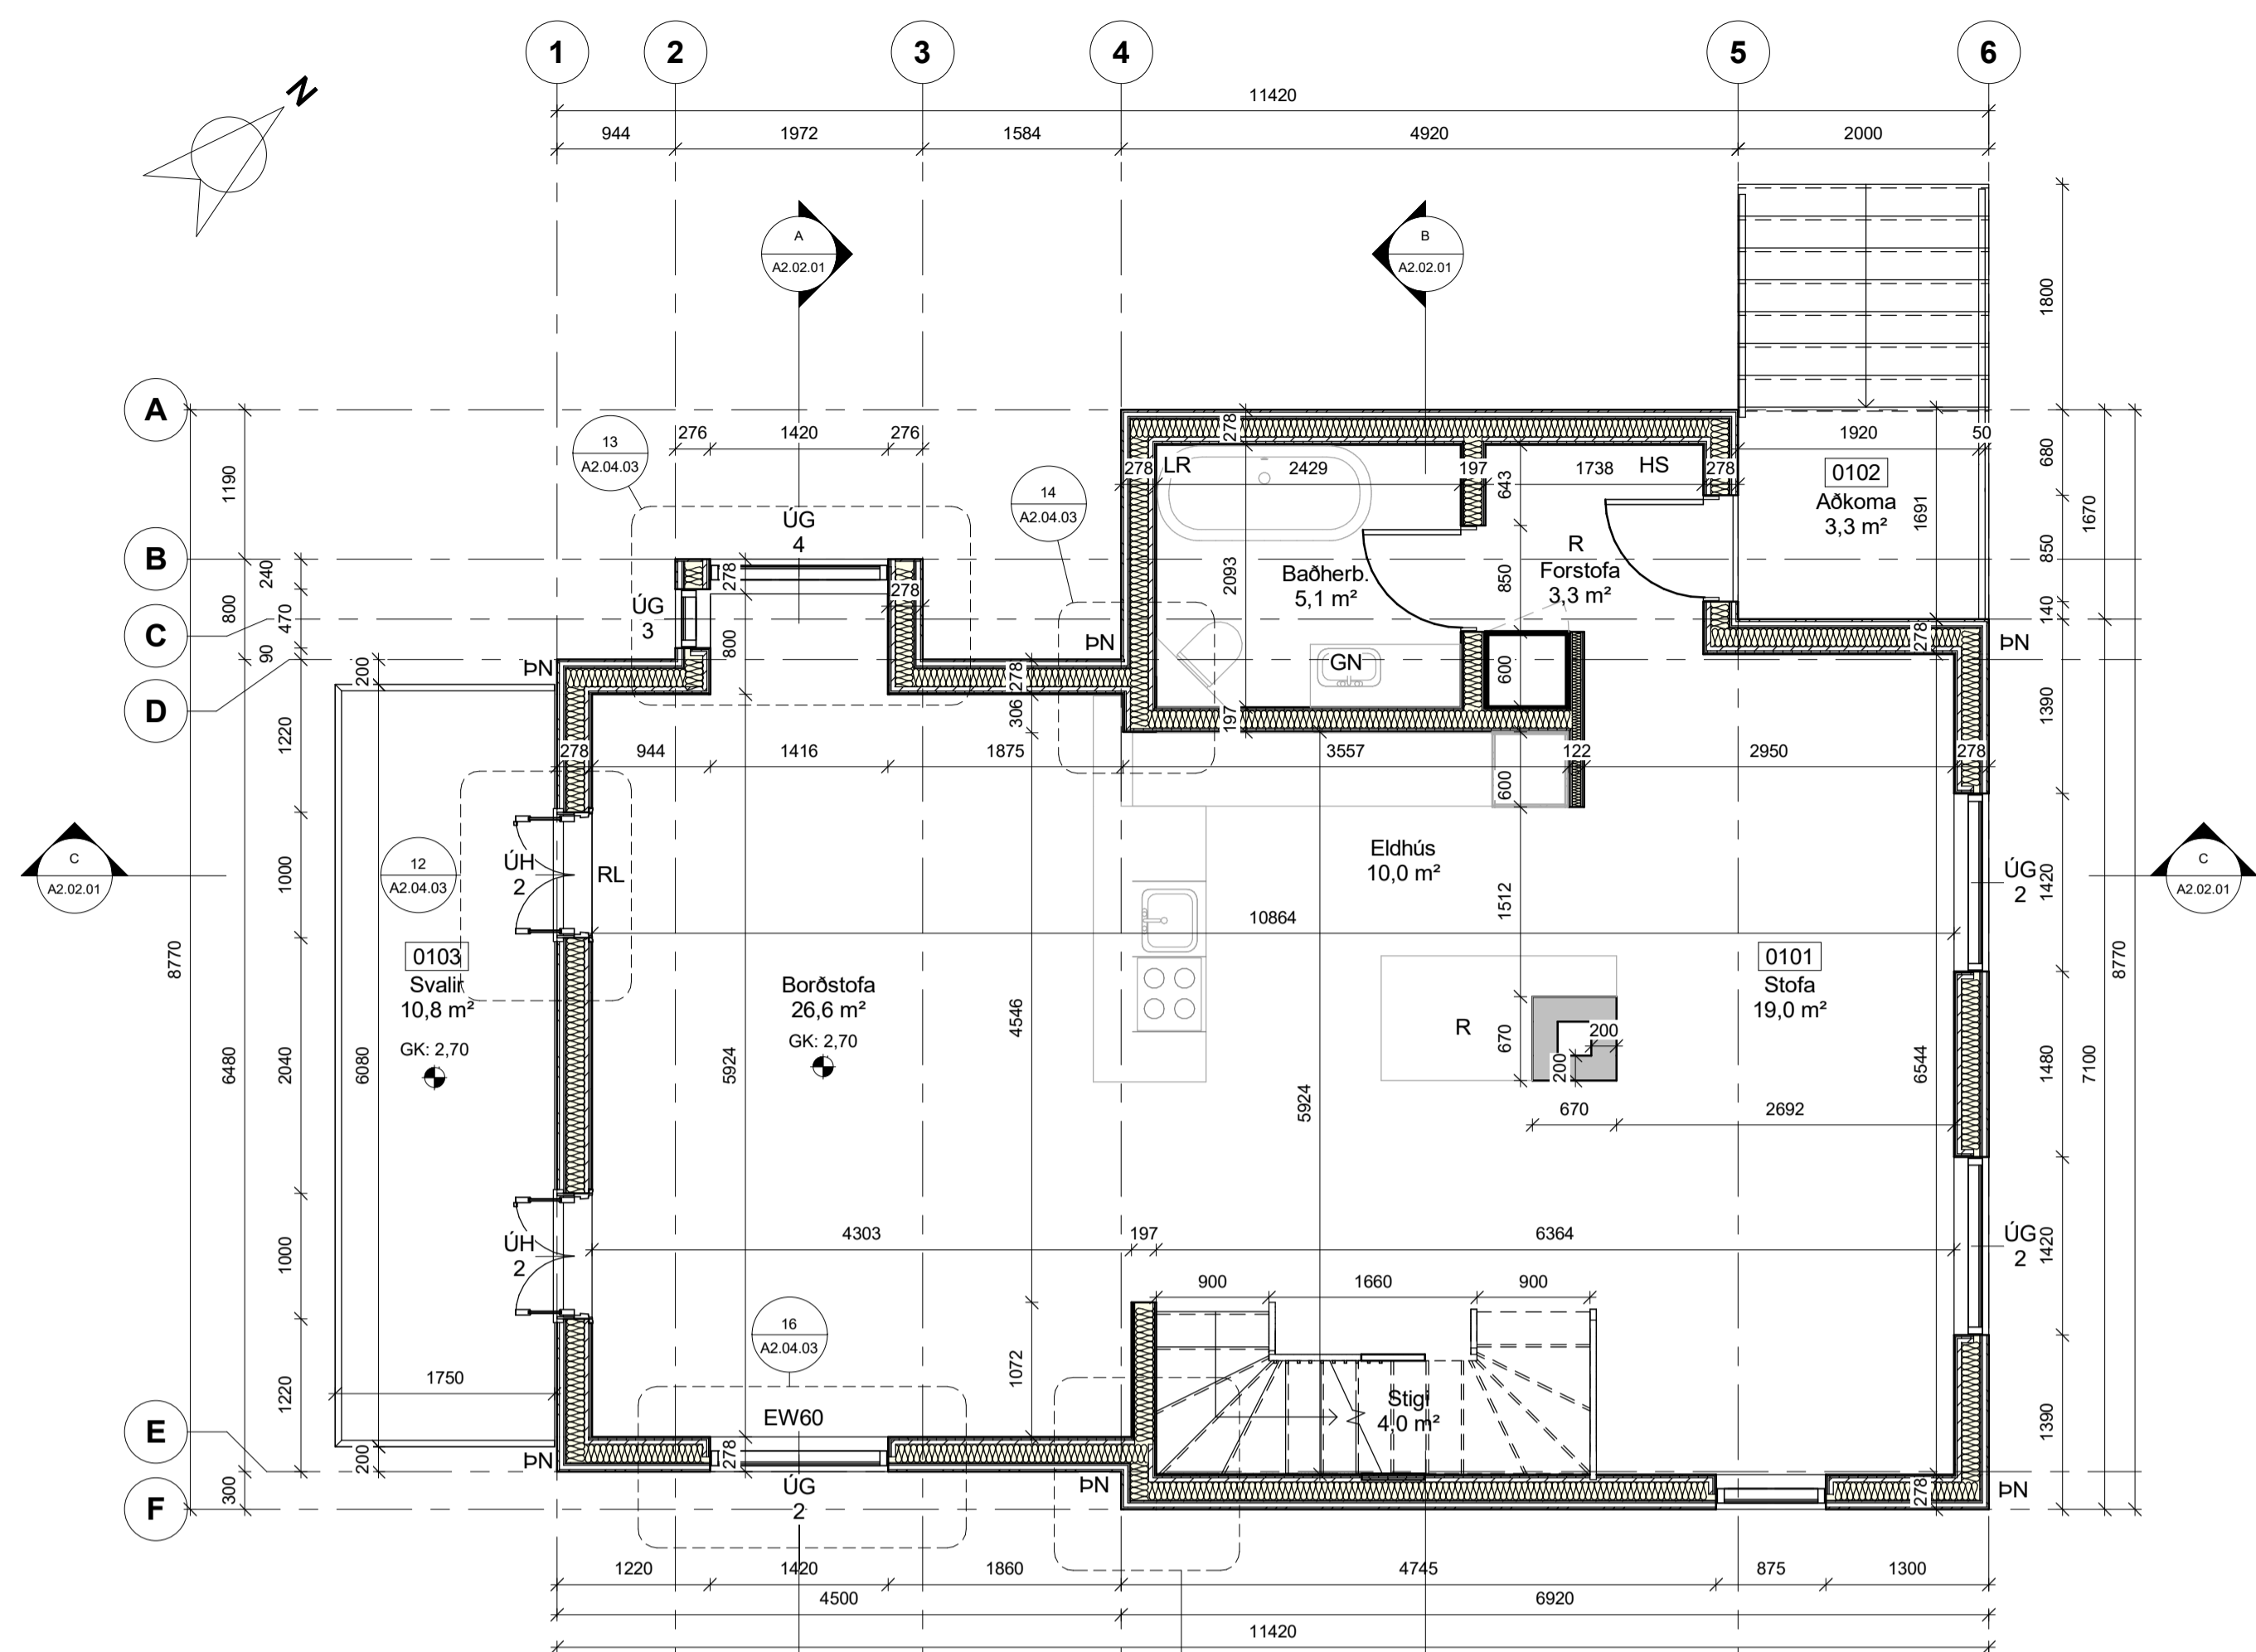 1 2 3 4 5 6
N
11420
944 1972 1584 4920 2000
A
A2.02.01
B
A2.02.01
1800
A
276 1420 276
278
1920 50
13
A2.04.03
278 LR 2429 197 1738 HS 278
680
0102
Aðkoma
3,3 m²
14
A2.04.03
643
1190
1691
1670
ÚG
4
R
Forstofa
3,3 m²
B
240
278
2093
Baðherb.
5,1 m²
850
850
278
ÚG
3
800
470
C
140
800
ÞN
278
ÞN
90
GN
600
200
ÞN
278
D
306
197
1390
1220
278 944 1416 1875 3557 122 2950 278
600
C
A2.02.01
12
A2.04.03
ÚH
2
RL
1000
Eldhús
10,0 m²
1512
ÚG
2
1420
C
A2.02.01
10864
8770
0103
Svalir
10,8 m²
GK: 2,70
Borðstofa
26,6 m²
GK: 2,70
4546
0101
Stofa
19,0 m²
8770
R
670
200
200
6480
2040
6080
5924
5924
6544
1480
7100
670 2692
4303 197 6364
ÚH
2
1000
ÚG
2
1420
900 1660 900
16
A2.04.03
1072
1750
1220
Stigi
4,0 m²
1390
EW60
E
278
ÞN
200
300
ÚG
2
ÞN
278
ÞN
F
1220 1420 1860 4745 875 1300
4500 6920
11420